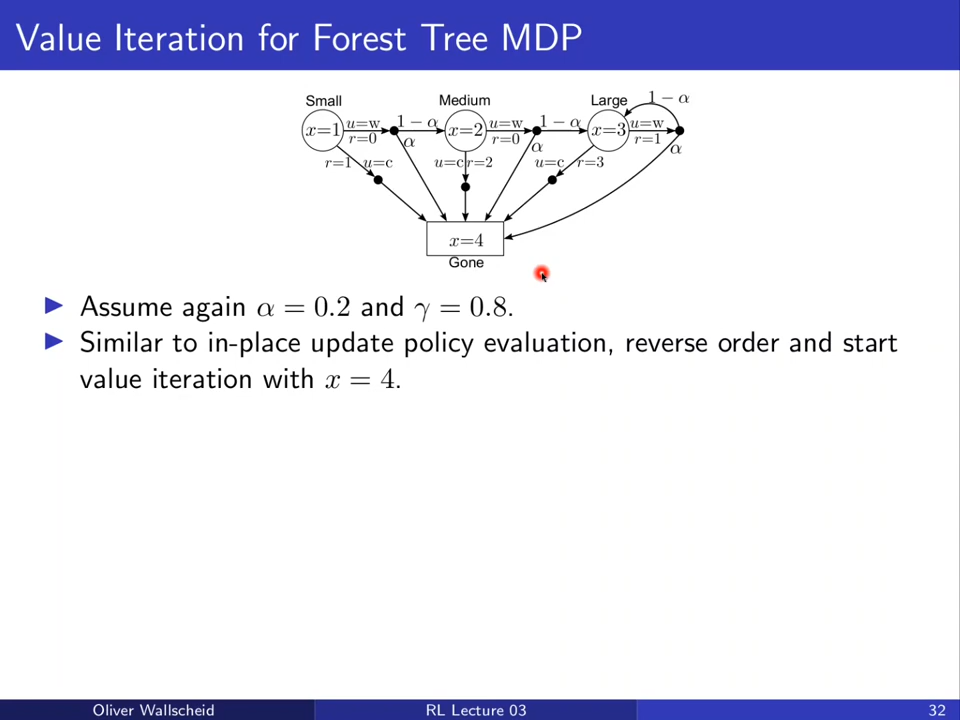 Value Iteration for Forest Tree MDP
Small Medium Large 1 − α
x=1 u=w 1 − α x=2 u=w 1 − α x=3 u=w
r=0 α r=0 α r=1 α
r=1 u=c u=c r=2 u=c r=3
x=4
Gone
▶ Assume again α = 0.2 and γ = 0.8.
▶ Similar to in-place update policy evaluation, reverse order and start
value iteration with x = 4.
Oliver Wallscheid RL Lecture 03 32